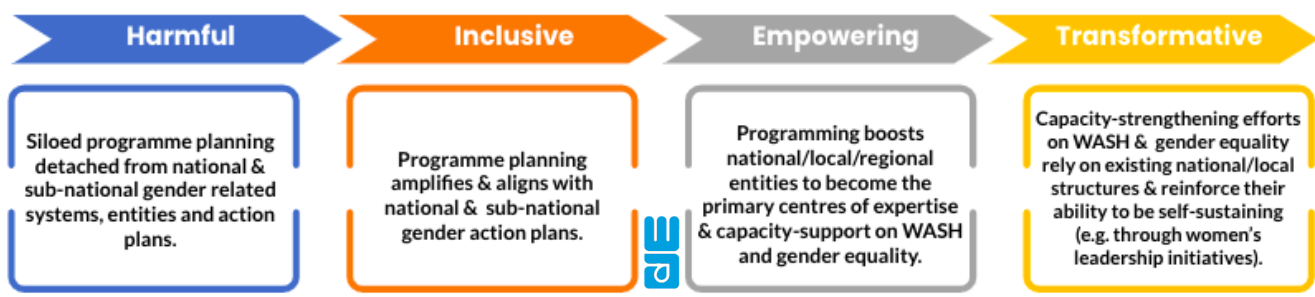 Harmful
Inclusive
Empowering
Transformative
Siloed programme planning
detached from national &
sub-national gender related
systems, entities and action
plans.
Programme planning
amplifies & aligns with
national & sub-national
gender action plans.
Programming boosts
national/local/regional
entities to become the
primary centres of expertise
& capacity-support on WASH
and gender equality.
Capacity-strengthening efforts
on WASH & gender equality
rely on existing national/local
structures & reinforce their
ability to be self-sustaining
(e.g. through women's
leadership initiatives).